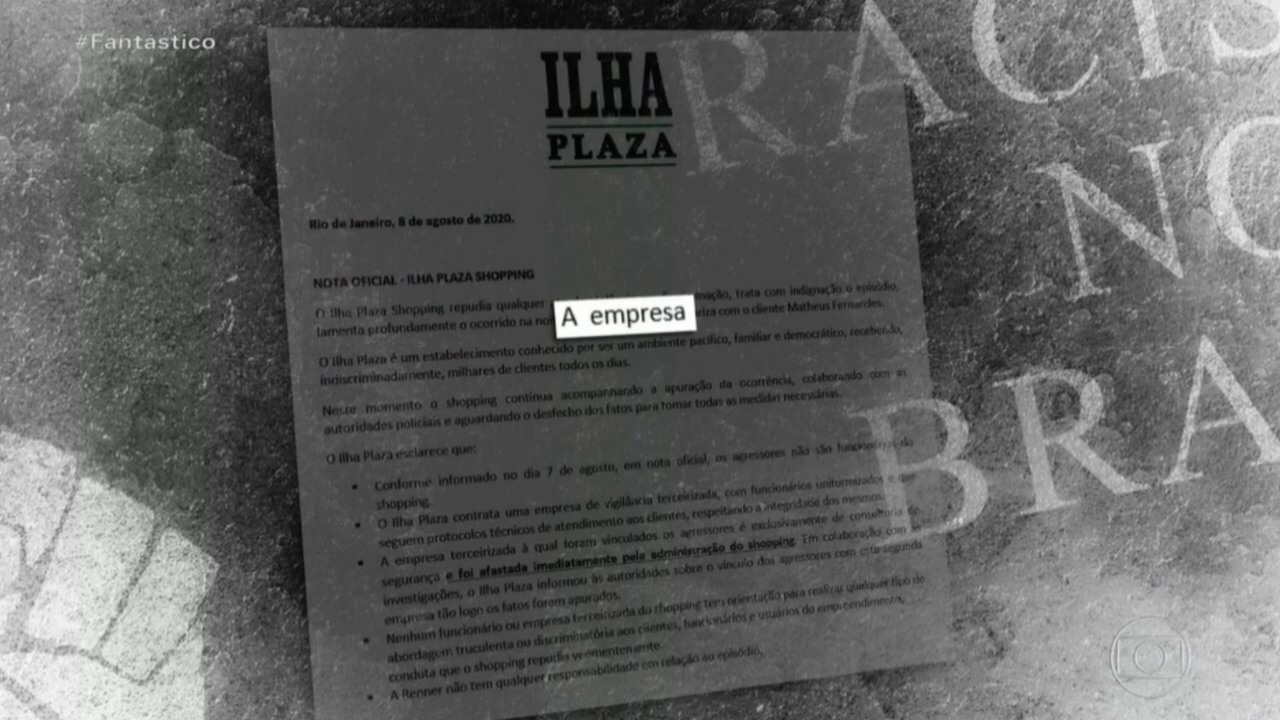 #Fantastico
RACIS
NO
BRA
ILHA
PLAZA
Rio de Janeiro, 8 de agosto de 2020.
NOTA OFICIAL - ILHA PLAZA SHOPPING
O Ilha Plaza Shopping repudia qualquer trata com indignação o episódio,
lamenta profundamente o ocorrido na com o cliente Matheus Fernandes.
A empresa
O Ilha Plaza é um estabelecimento conhecido por ser um ambiente pacífico, familiar e democrático, recebendo,
indiscriminadamente, milhares de clientes todos os dias.
Neste momento o shopping continua acompanhando a apuração da ocorrência, colaborando com as
autoridades policiais e aguardando o desfecho dos fatos para tomar todas as medidas necessárias.
O Ilha Plaza esclarece que:
• Conforme informado no dia 7 de agosto, em nota oficial, os agressores não são funcionários do
shopping.
• O Ilha Plaza contrata uma empresa de vigilância terceirizada, com funcionários uniformizados e que
seguem protocolos técnicos de atendimento aos clientes, respeitando a integridade dos mesmos.
• A empresa terceirizada à qual foram vinculados os agressores é exclusivamente de consultoria de
segurança e foi afastada imediatamente pela administração do shopping. Em colaboração com
investigações, o Ilha Plaza informou às autoridades sobre o vínculo dos agressores com esta segunda
empresa tão logo os fatos foram apurados.
• Nenhum funcionário ou empresa terceirizada do shopping tem orientação para realizar qualquer tipo de
abordagem truculenta ou discriminatória aos clientes, funcionários e usuários do empreendimento,
conduta que o shopping repudia veementemente.
• A Renner não tem qualquer responsabilidade em relação ao episódio,